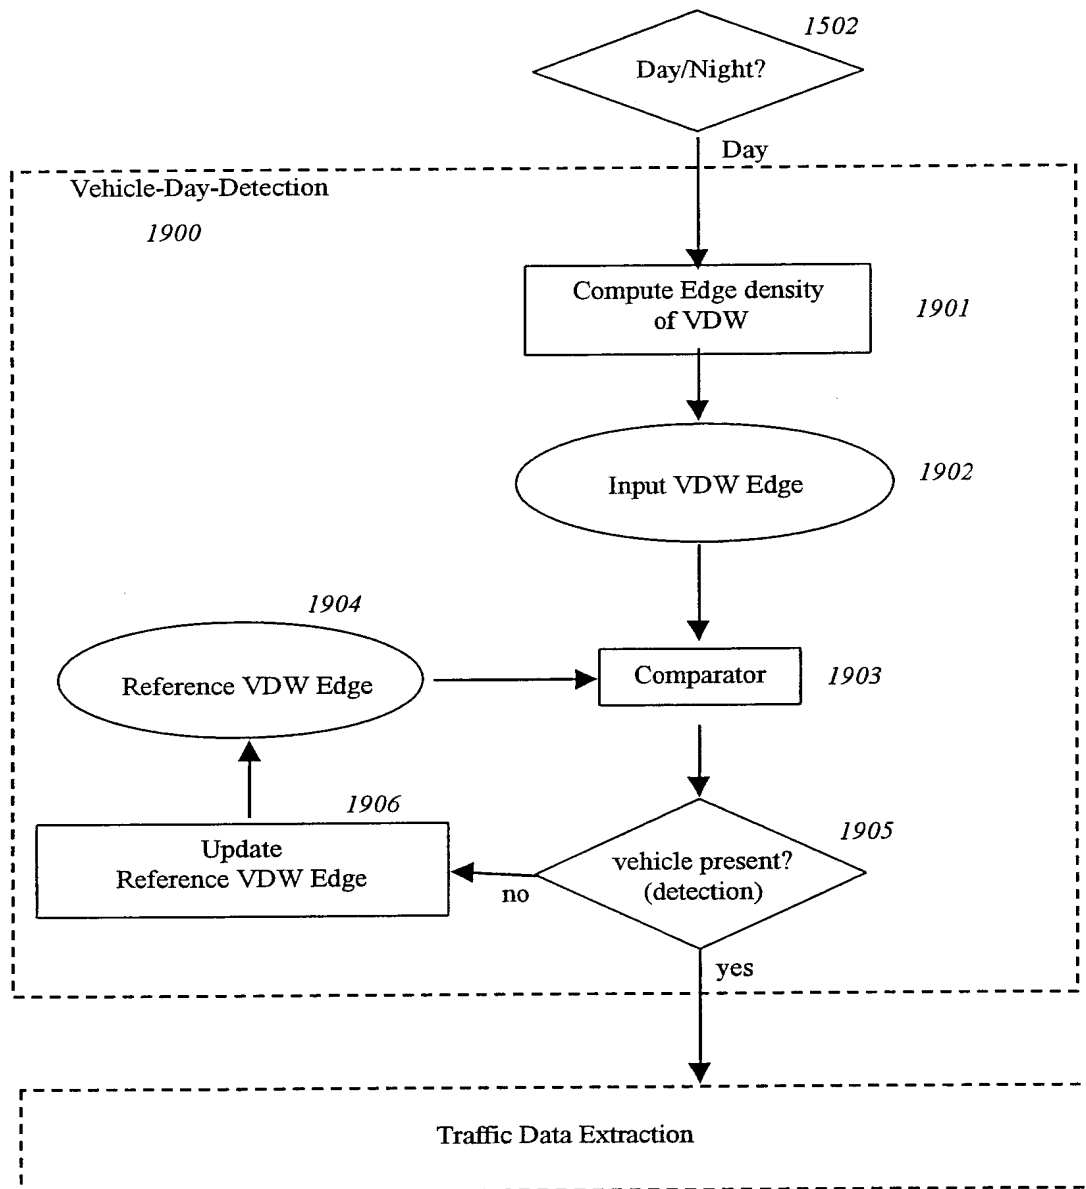 1502
Day/Night?
Day
Vehicle-Day-Detection
1900
Compute Edge density
of VDW
1901
Input VDW Edge
1902
1904
Reference VDW Edge
Comparator
1903
1906
Update
Reference VDW Edge
1905
vehicle present?
(detection)
no
yes
Traffic Data Extraction